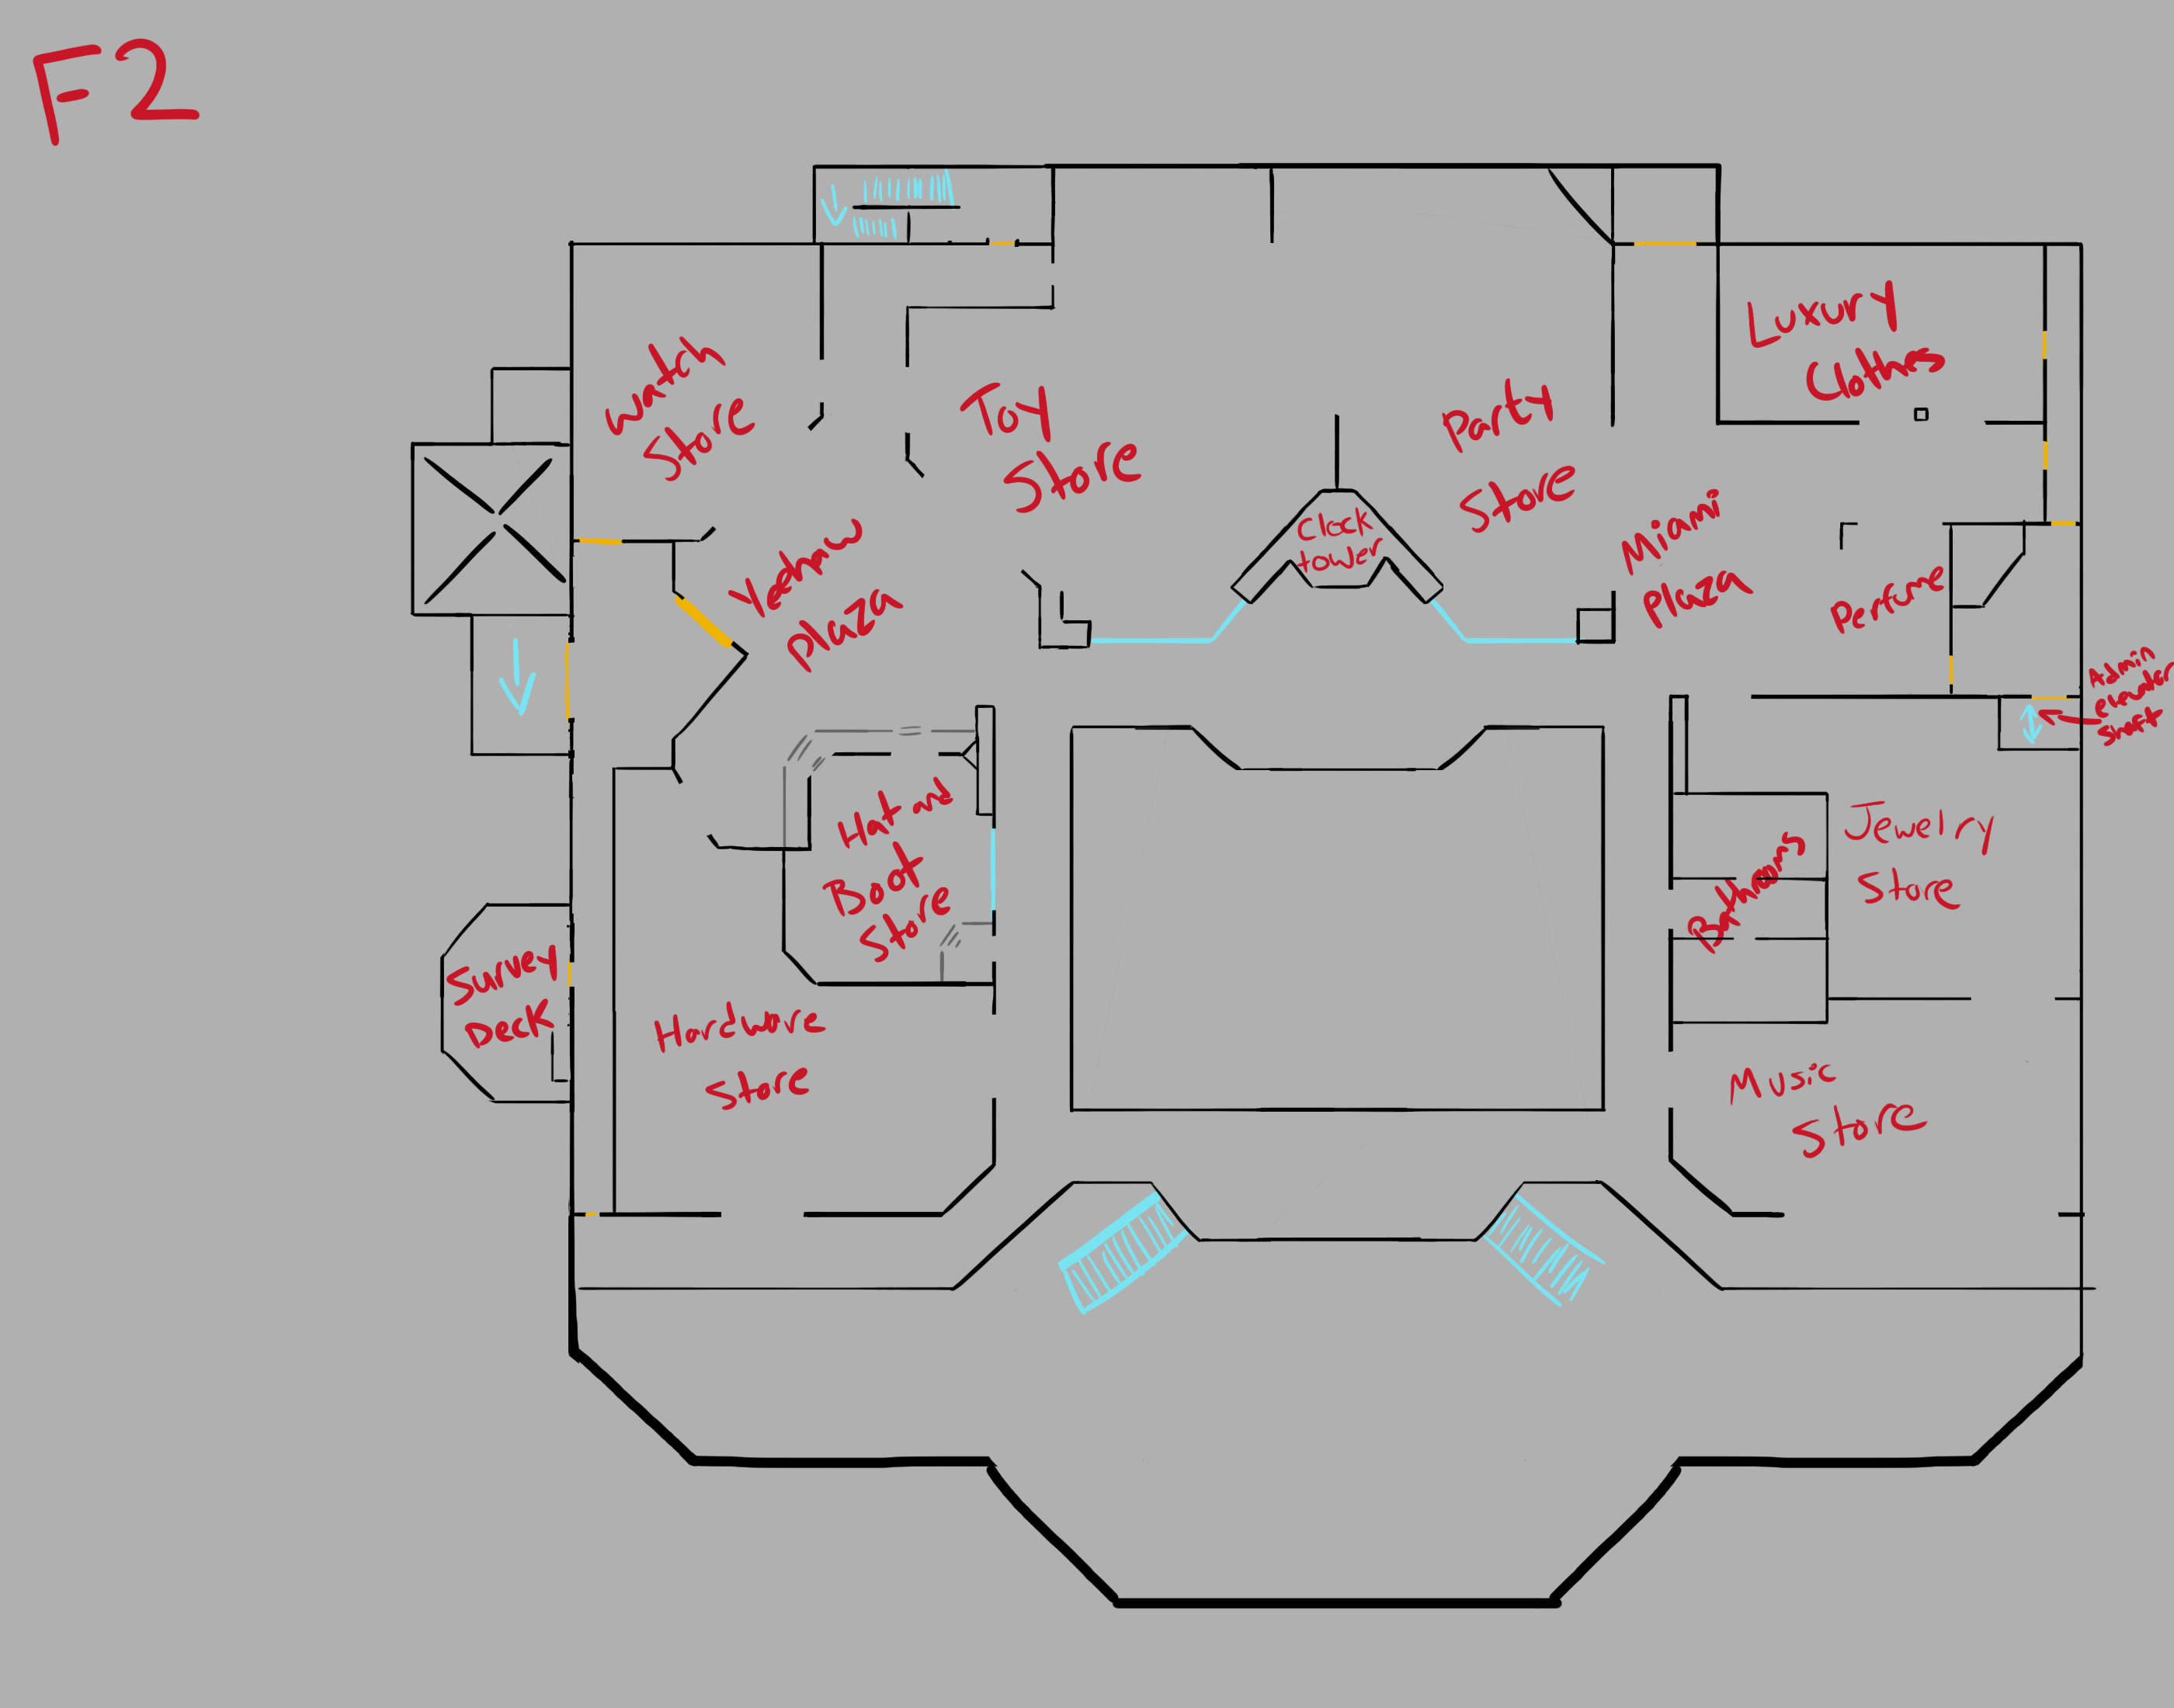 F2
Watch
Store
Toy
Store
Party
Store
Luxury
Clothes
Clock
tower
Miami
Plaza
Plaza
Perfume
Admin
elevator
shaft
Hat and
Boot
Store
Jewelry
Store
Bathrooms
Survey
Deck
Hardware
Store
Music
Store